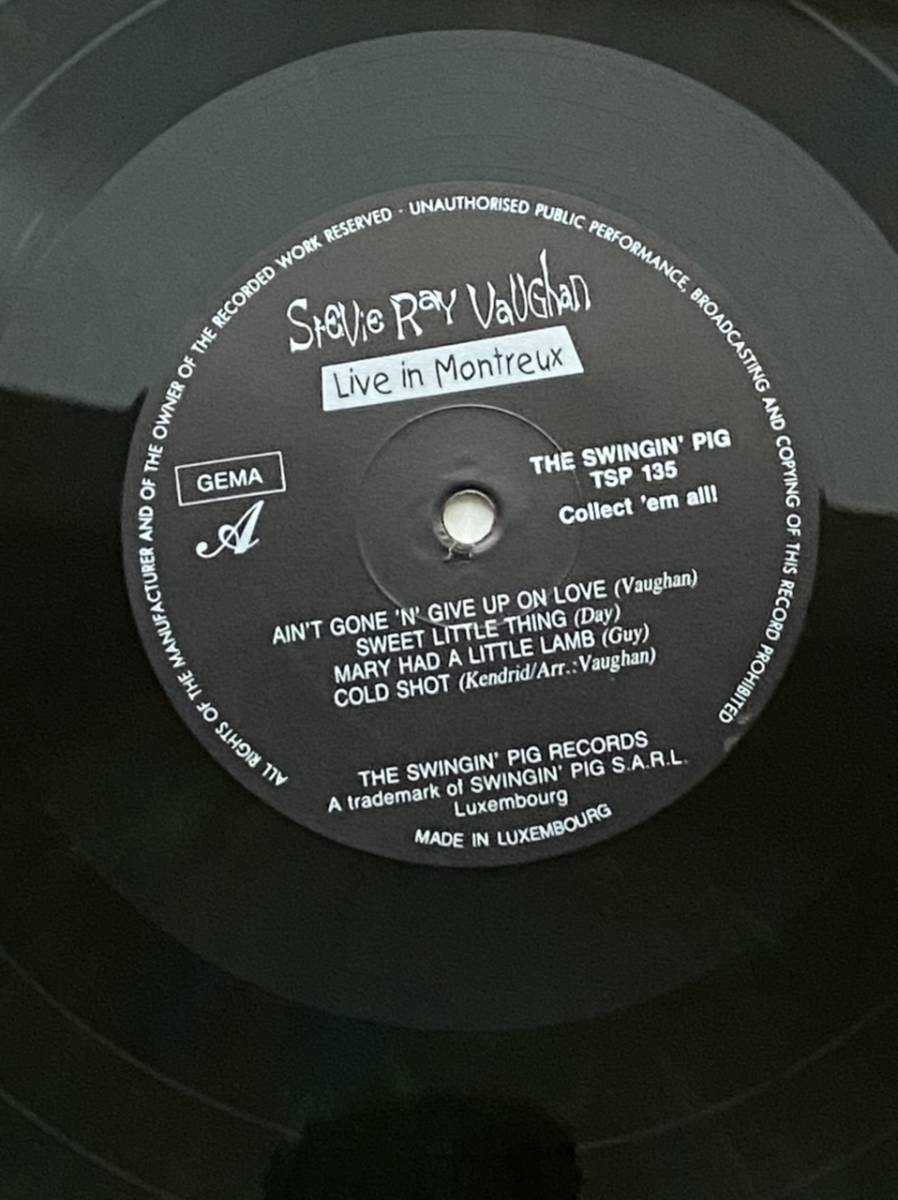 ALL RIGHTS OF THE MANUFACTURER AND OF THE OWNER OF THE RECORDED WORK RESERVED - UNAUTHORISED PUBLIC PERFORMANCE, BROADCASTING AND COPYING OF THIS RECORD PROHIBITED
Stevie Ray Vaughan
Live in Montreux
GEMA
A
THE SWINGIN' PIG
TSP 135
Collect 'em all!
AIN'T GONE 'N' GIVE UP ON LOVE (Vaughan)
SWEET LITTLE THING (Day)
MARY HAD A LITTLE LAMB (Guy)
COLD SHOT (Kendrid/Arr.:Vaughan)
THE SWINGIN' PIG RECORDS
A trademark of SWINGIN' PIG S.A.R.L.
Luxembourg
MADE IN LUXEMBOURG